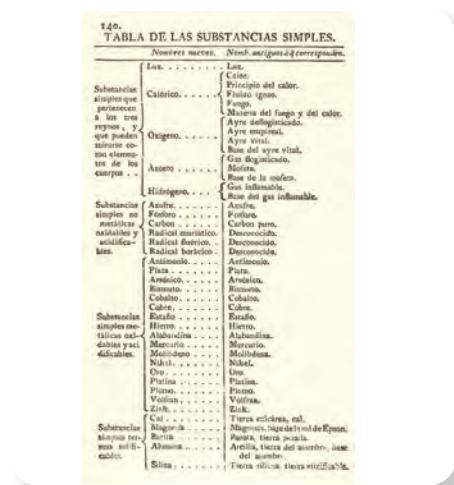 140.
TABLA DE LAS SUBSTANCIAS SIMPLES.
Nombres nuevos. Nomb. antiguos á q corresponden.
Substancias simples que pertenecen á los tres reynos, y que pueden mirarse como elementos de los cuerpos . .
Luz. . . . . . . . . Luz.
Calórico. . . . . .
Calor.
Principio del calor.
Fluido igneo.
Fuego.
Materia del fuego y del calor.
Oxígeno. . . . . .
Ayre deflogisticado.
Ayre empireal.
Ayre vital.
Base del ayre vital.
Azoeto . . . . . .
Gas flogisticado.
Mofeta.
Base de la mofeta.
Hidrógeno. . . .
Gas inflamable.
Base del gas inflamable.
Substancias simples no metálicas oxidables y acidificables.
Azufre. . . . . . . Azufre.
Fósforo . . . . . . Fósforo.
Carbon . . . . . . Carbon puro.
Radical muriático. Desconocido.
Radical fluórico. . Desconocido.
Radical borácico . Desconocido.
Substancias simples metálicas oxidables y acidificables.
Antimonio. . . . . Antimonio.
Plata . . . . . . . Plata.
Arsénico. . . . . . Arsénico.
Bismuto. . . . . . Bismuto.
Cobalto. . . . . . Cobalto.
Cobre. . . . . . . Cobre.
Estaño . . . . . . Estaño.
Hierro. . . . . . . Hierro.
Alabandina . . . . Alabandina.
Mercurio . . . . . Mercurio.
Molibdeno . . . . Molibdena.
Nikel. . . . . . . Nikel.
Oro. . . . . . . . Oro.
Platina . . . . . . Platina.
Plomo. . . . . . . Plomo.
Volfran. . . . . . Volfran.
Zink. . . . . . . . Zink.
Substancias simples terreas
Cal . . . . . . . . Tierra calcárea, cal.
Magnesia . . . . . Magnesia, base de la sal de Epson.
Barita . . . . . . . tierra pesada.
Alumina . . . . . . Arcilla, tierra del alumbre, base del alumbre.
Silice . . . . . . . Tierra silicea, tierra vitrificable.